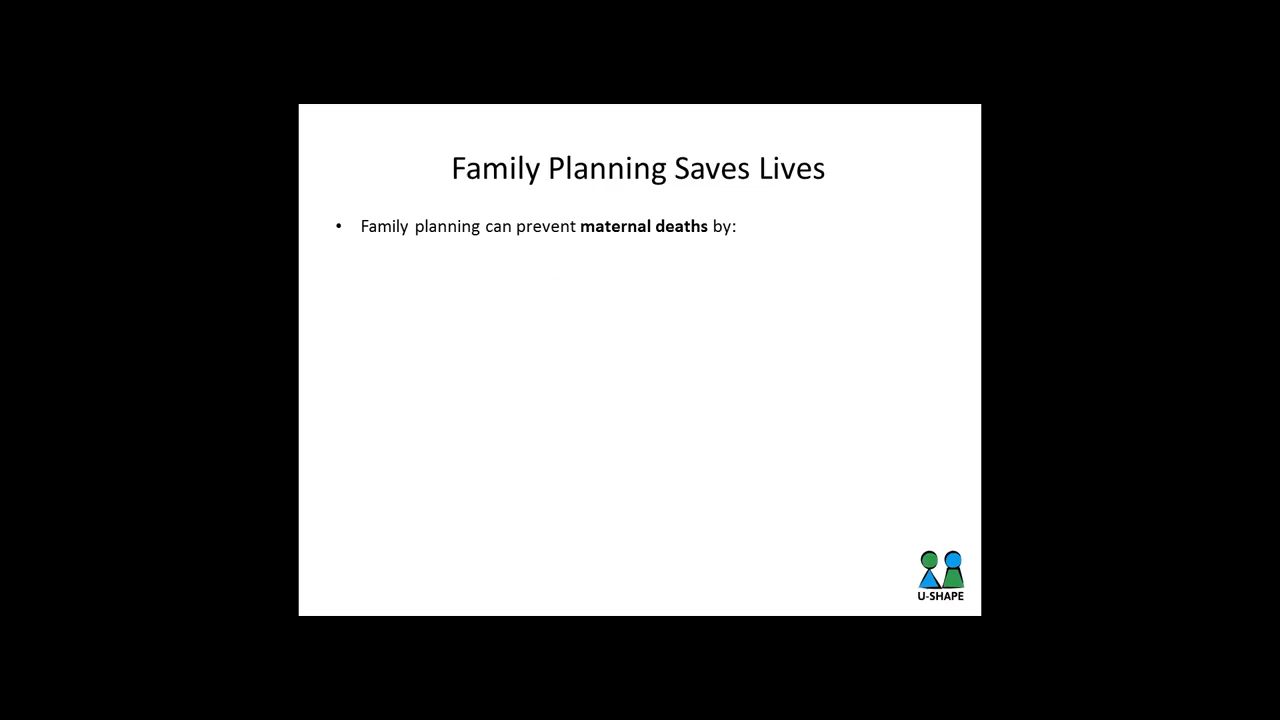 Family Planning Saves Lives
• Family planning can prevent maternal deaths by:
U-SHAPE